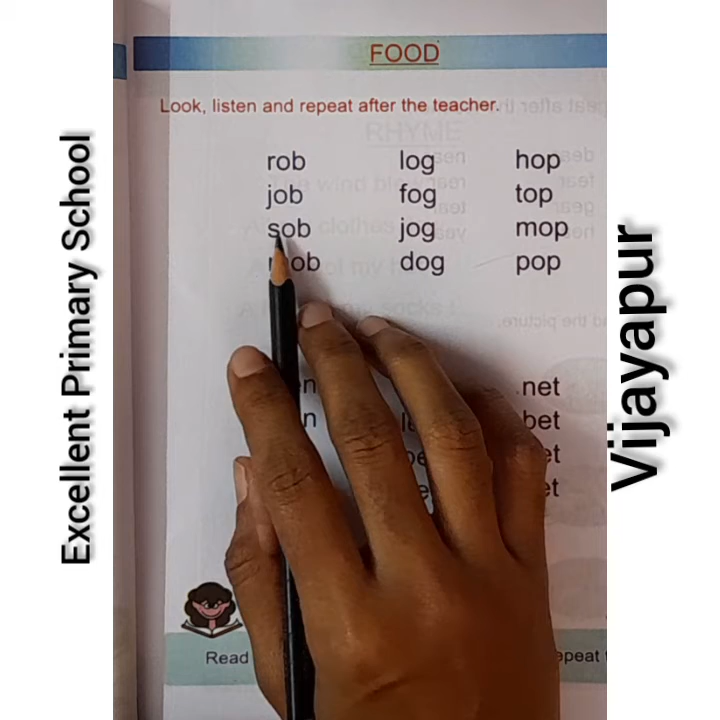 Excellent Primary School
FOOD
Look, listen and repeat after the teacher.
rob log hop
job fog top
sob jog mop
dog pop
net
bet
Read
Vijayapur